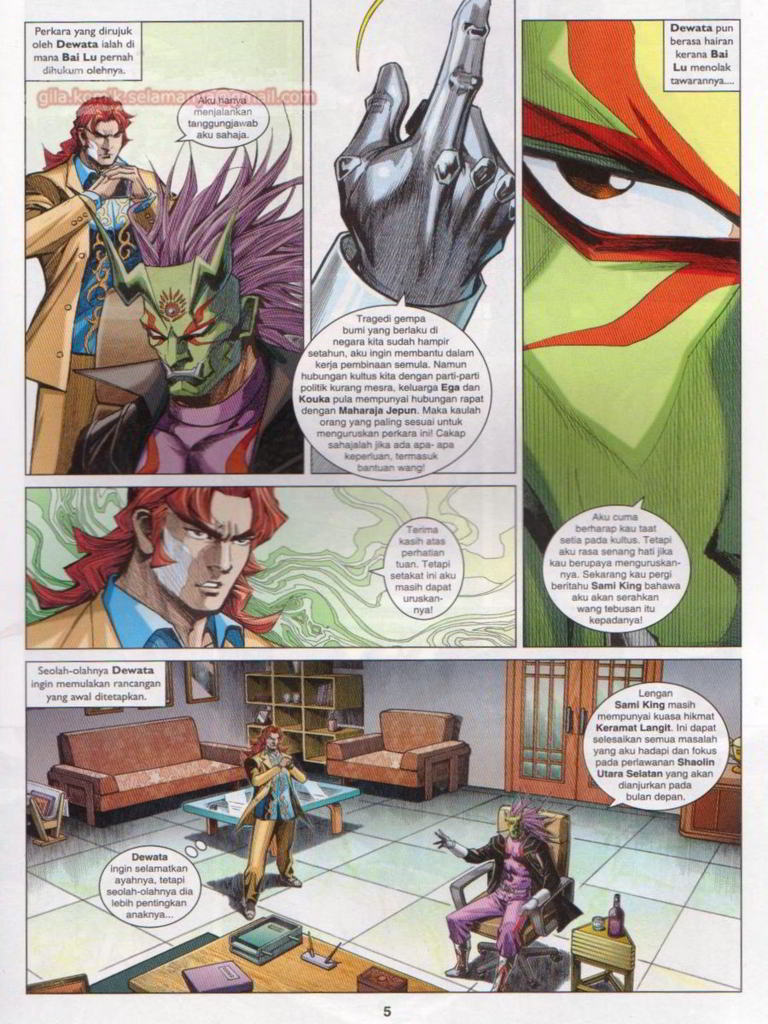 Perkara yang dirujuk
oleh Dewata ialah di
mana Bai Lu pernah
dihukum olehnya.
gila.komik.selamanya@gmail.com
Aku hanya
menjalankan
tanggungjawab
aku sahaja.
Tragedi gempa
bumi yang berlaku di
negara kita sudah hampir
setahun, aku ingin membantu dalam
kerja pembinaan semula. Namun
hubungan kultus kita dengan parti-parti
politik kurang mesra, keluarga Ega dan
Kouka pula mempunyai hubungan rapat
dengan Maharaja Jepun. Maka kaulah
orang yang paling sesuai untuk
menguruskan perkara ini! Cakap
sahajalah jika ada apa- apa
keperluan, termasuk
bantuan wang!
Dewata pun
berasa hairan
kerana Bai
Lu menolak
tawarannya....
Terima
kasih atas
perhatian
tuan. Tetapi
setakat ini aku
masih dapat
uruskan-
nya!
Aku cuma
berharap kau taat
setia pada kultus. Tetapi
aku rasa senang hati jika
kau berupaya menguruskan-
nya. Sekarang kau pergi
beritahu Sami King bahawa
aku akan serahkan
wang tebusan itu
kepadanya!
Seolah-olahnya Dewata
ingin memulakan rancangan
yang awal ditetapkan.
Lengan
Sami King masih
mempunyai kuasa hikmat
Keramat Langit. Ini dapat
selesaikan semua masalah
yang aku hadapi dan fokus
pada perlawanan Shaolin
Utara Selatan yang akan
dianjurkan pada
bulan depan.
Dewata
ingin selamatkan
ayahnya, tetapi
seolah-olahnya dia
lebih pentingkan
anaknya...
5